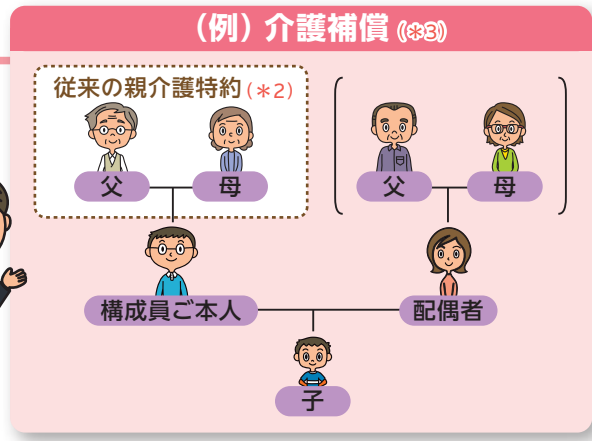 （例）介護補償(＊3)
従来の親介護特約(＊2)
父 母 父 母
構成員ご本人 配偶者
子